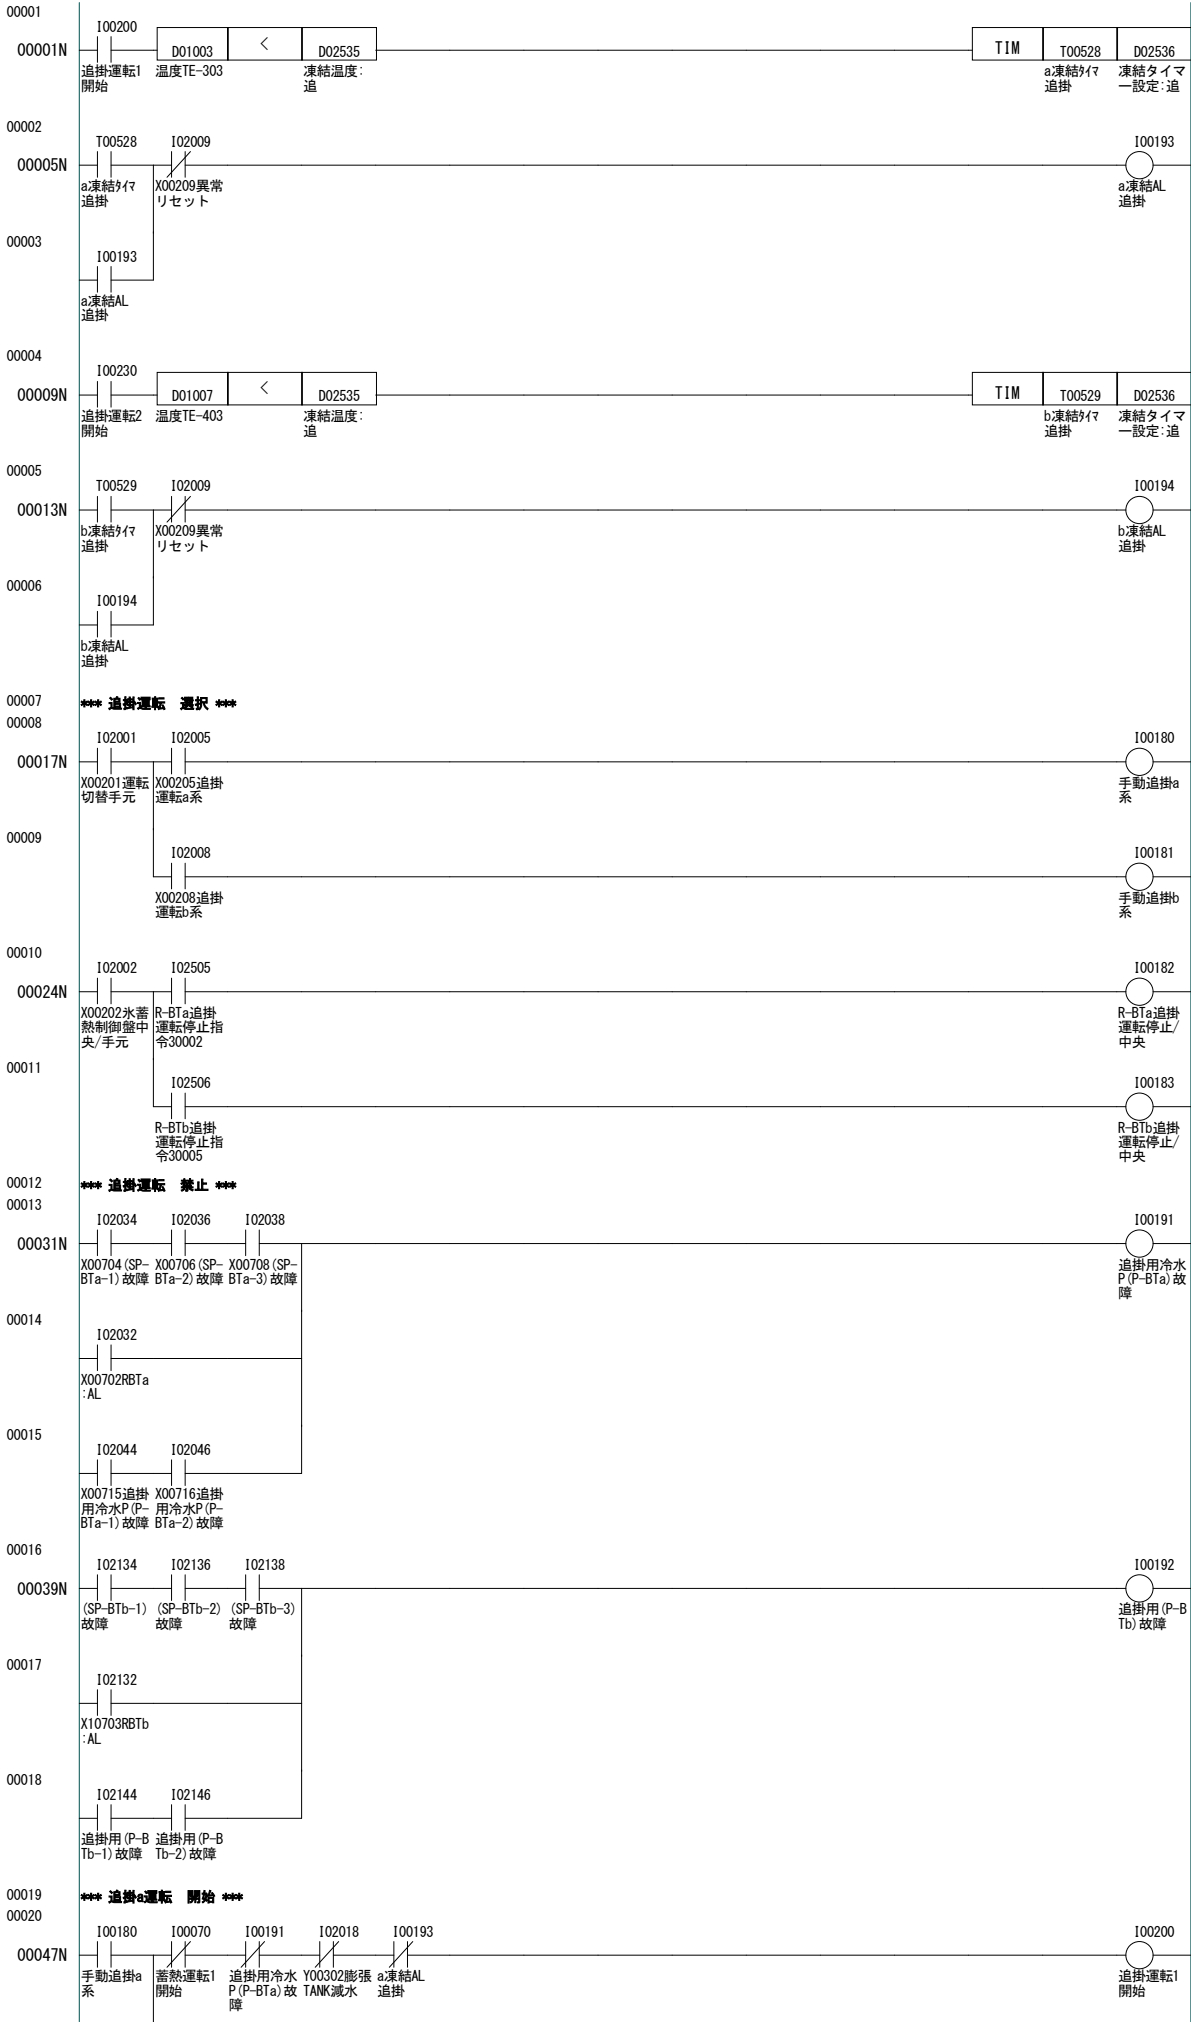 00001
I00200
00001N
D01003 < D02535 TIM T00528 D02536
追掛運転1 温度TE-303 凍結温度: a凍結ﾀｲﾏ 凍結タイマ
開始 追 追掛 ー設定:追
00002
T00528 I02009 I00193
00005N
a凍結ﾀｲﾏ X00209異常 a凍結AL
追掛 リセット 追掛
00003
I00193
a凍結AL
追掛
00004
I00230
00009N
D01007 < D02535 TIM T00529 D02536
追掛運転2 温度TE-403 凍結温度: b凍結ﾀｲﾏ 凍結タイマ
開始 追 追掛 ー設定:追
00005
T00529 I02009 I00194
00013N
b凍結ﾀｲﾏ X00209異常 b凍結AL
追掛 リセット 追掛
00006
I00194
b凍結AL
追掛
00007 *** 追掛運転　選択 ***
00008
I02001 I02005 I00180
00017N
X00201運転 X00205追掛 手動追掛a
切替手元 運転a系 系
00009
I02008 I00181
X00208追掛 手動追掛b
運転b系 系
00010
I02002 I02505 I00182
00024N
X00202氷蓄 R-BTa追掛 R-BTa追掛
熱制御盤中 運転停止指 運転停止/
央/手元 令30002 中央
00011
I02506 I00183
R-BTb追掛 R-BTb追掛
運転停止指 運転停止/
令30005 中央
00012 *** 追掛運転　禁止 ***
00013
I02034 I02036 I02038 I00191
00031N
X00704(SP- X00706(SP- X00708(SP- 追掛用冷水
BTa-1)故障 BTa-2)故障 BTa-3)故障 P(P-BTa)故
障
00014
I02032
X00702RBTa
:AL
00015
I02044 I02046
X00715追掛 X00716追掛
用冷水P(P- 用冷水P(P-
BTa-1)故障 BTa-2)故障
00016
I02134 I02136 I02138 I00192
00039N
(SP-BTb-1) (SP-BTb-2) (SP-BTb-3) 追掛用(P-B
故障 故障 故障 Tb)故障
00017
I02132
X10703RBTb
:AL
00018
I02144 I02146
追掛用(P-B 追掛用(P-B
Tb-1)故障 Tb-2)故障
00019 *** 追掛a運転　開始 ***
00020
I00180 I00070 I00191 I02018 I00193 I00200
00047N
手動追掛a 蓄熱運転1 追掛用冷水 Y00302膨張 a凍結AL 追掛運転1
系 開始 P(P-BTa)故 TANK減水 追掛 開始
障